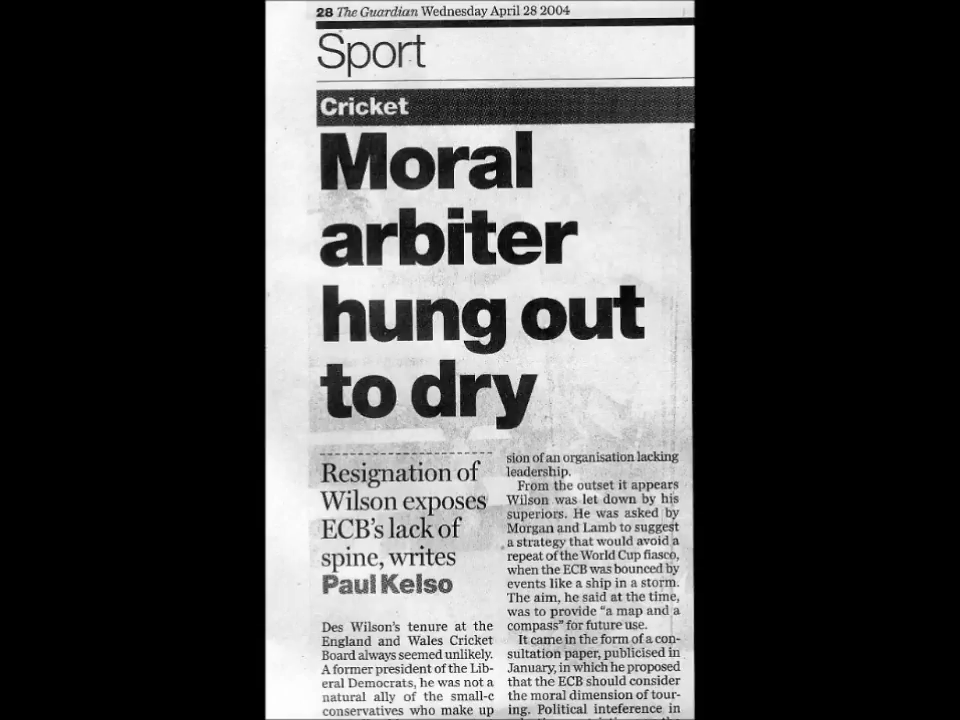 28 The Guardian Wednesday April 28 2004
Sport
Cricket
Moral
arbiter
hung out
to dry
Resignation of
Wilson exposes
ECB's lack of
spine, writes
Paul Kelso
Des Wilson's tenure at the
England and Wales Cricket
Board always seemed unlikely.
A former president of the Lib-
eral Democrats, he was not a
natural ally of the small-c
conservatives who make up
sion of an organisation lacking
leadership.
From the outset it appears
Wilson was let down by his
superiors. He was asked by
Morgan and Lamb to suggest
a strategy that would avoid a
repeat of the World Cup fiasco,
when the ECB was bounced by
events like a ship in a storm.
The aim, he said at the time,
was to provide "a map and a
compass" for future use.
It came in the form of a con-
sultation paper, publicised in
January, in which he proposed
that the ECB should consider
the moral dimension of tour-
ing. Political inteference in